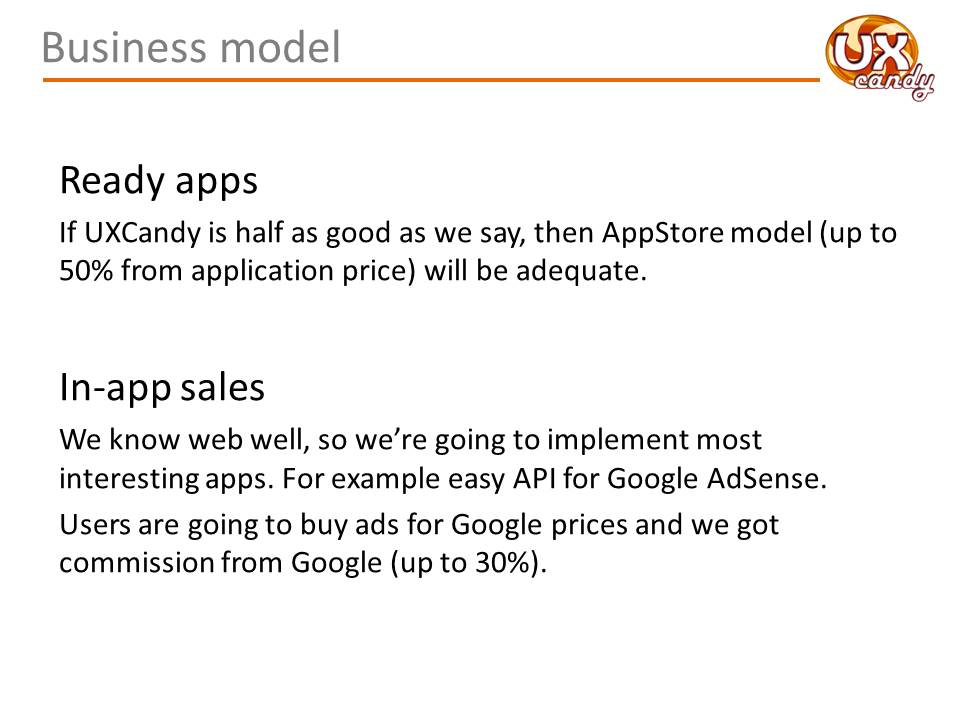 Business model
UX
candy
Ready apps
If UXCandy is half as good as we say, then AppStore model (up to
50% from application price) will be adequate.
In-app sales
We know web well, so we’re going to implement most
interesting apps. For example easy API for Google AdSense.
Users are going to buy ads for Google prices and we got
commission from Google (up to 30%).